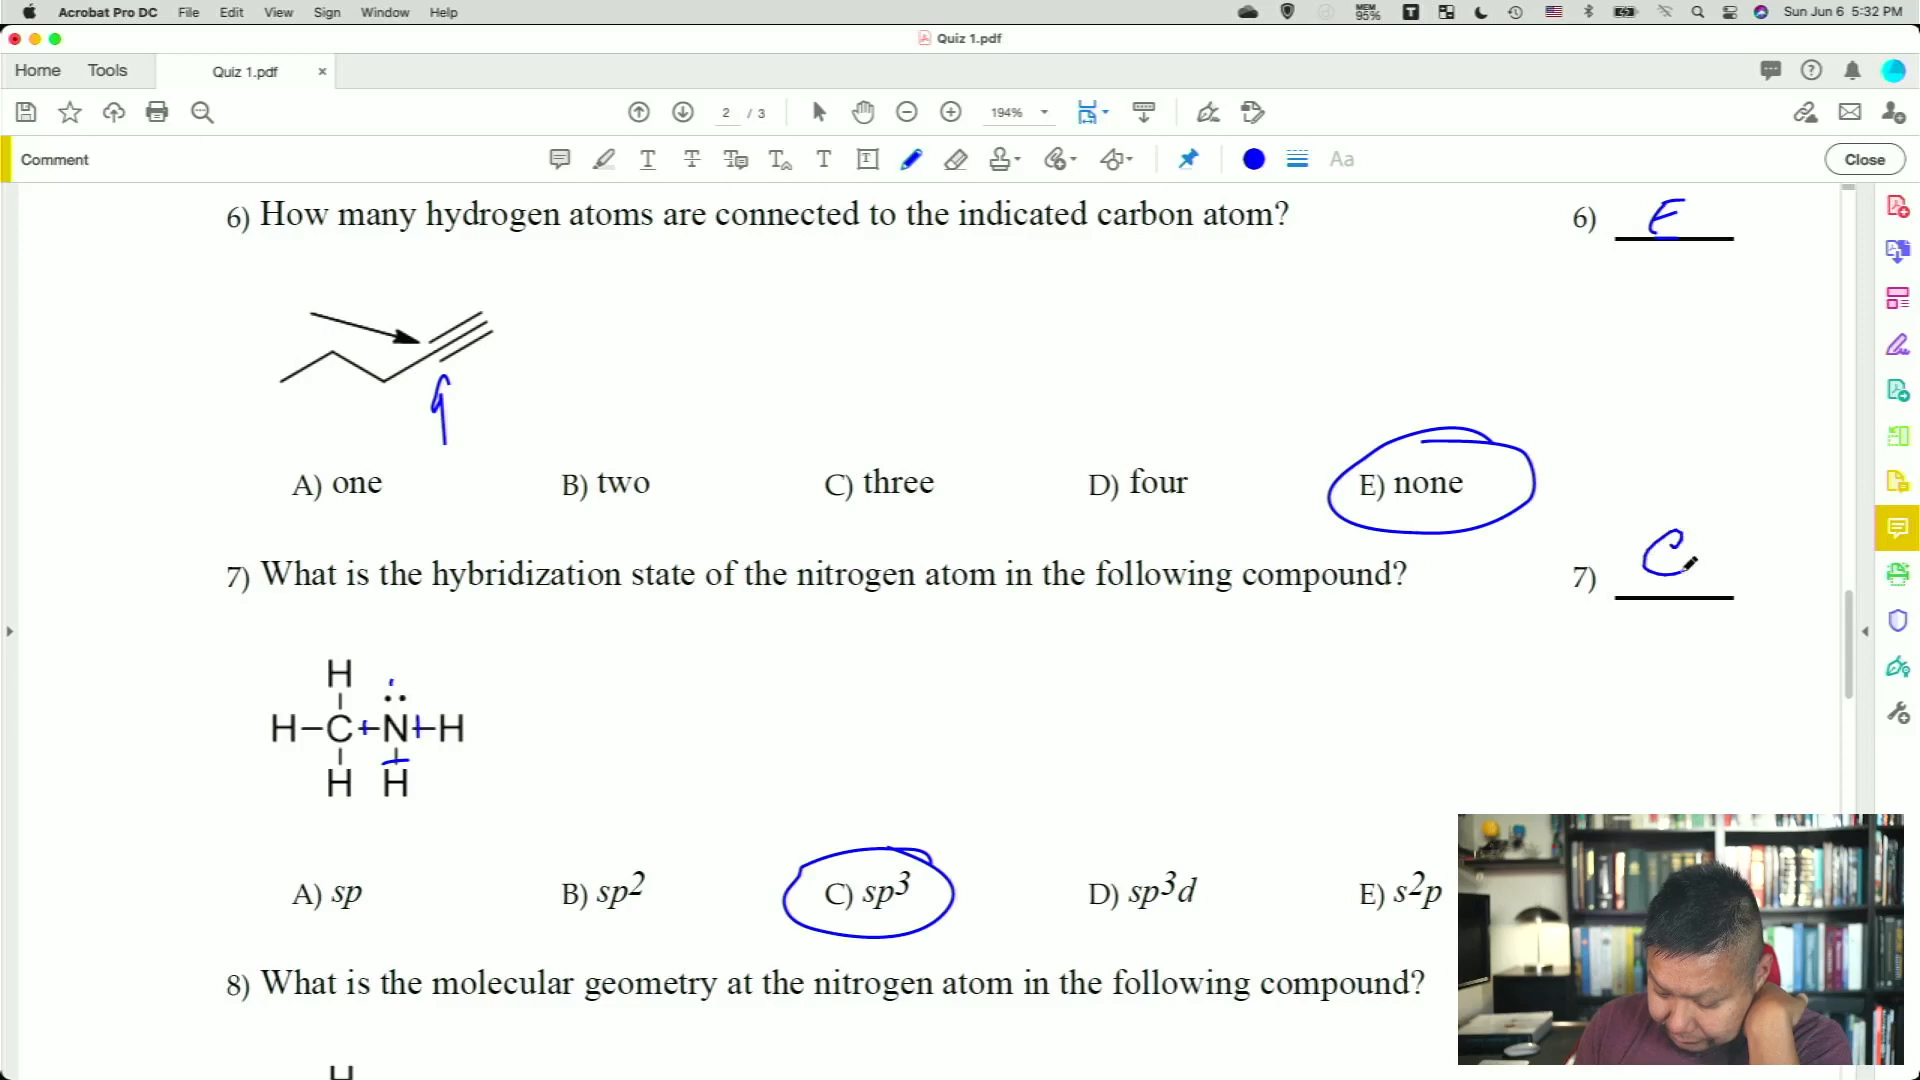 Acrobat Pro DC File Edit View Sign Window Help MEM 95% Sun Jun 6 5:32 PM
Quiz 1.pdf
Home Tools Quiz 1.pdf ×
2 / 3 194%
Comment Aa Close
6) How many hydrogen atoms are connected to the indicated carbon atom? 6) E
A) one B) two C) three D) four E) none
7) What is the hybridization state of the nitrogen atom in the following compound? 7) C
H
H–C–N–H
H H
A) sp B) sp² C) sp³ D) sp³d E) s²p
8) What is the molecular geometry at the nitrogen atom in the following compound?
H